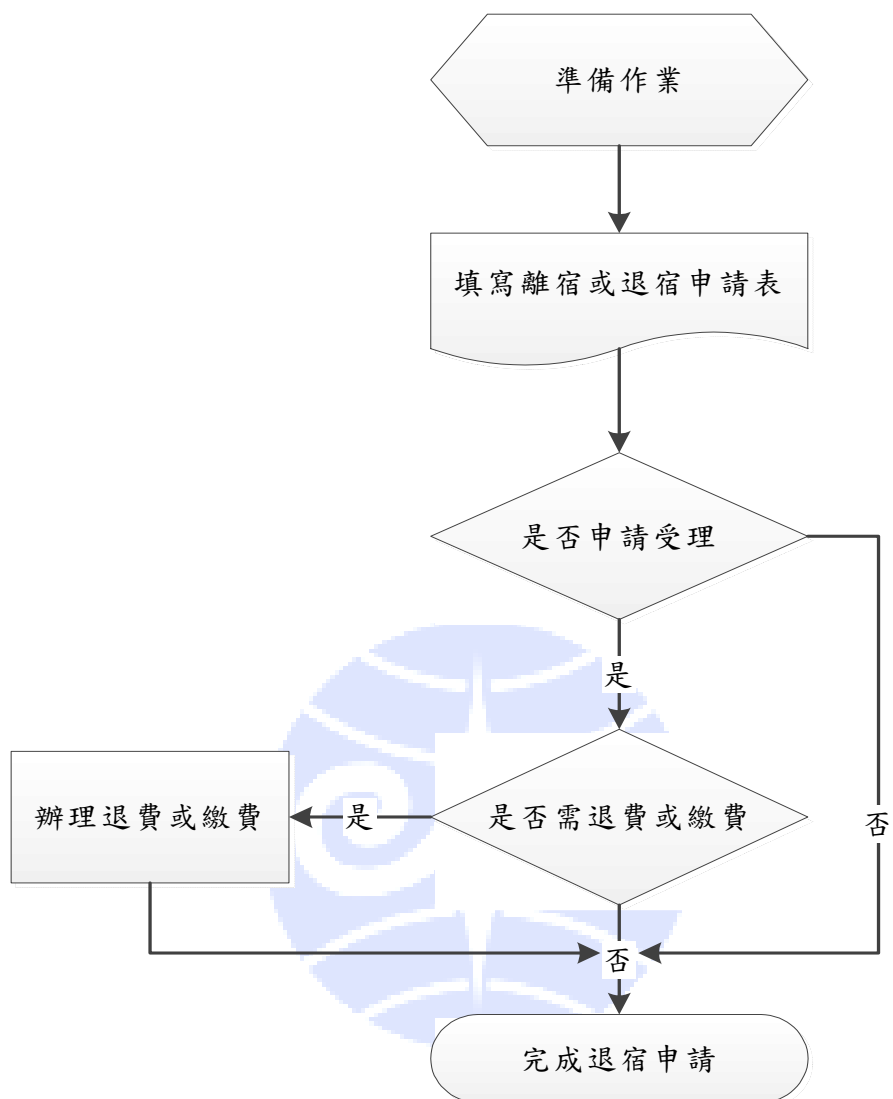 準備作業
填寫離宿或退宿申請表
是否申請受理
是
辦理退費或繳費
是
是否需退費或繳費
否
否
完成退宿申請